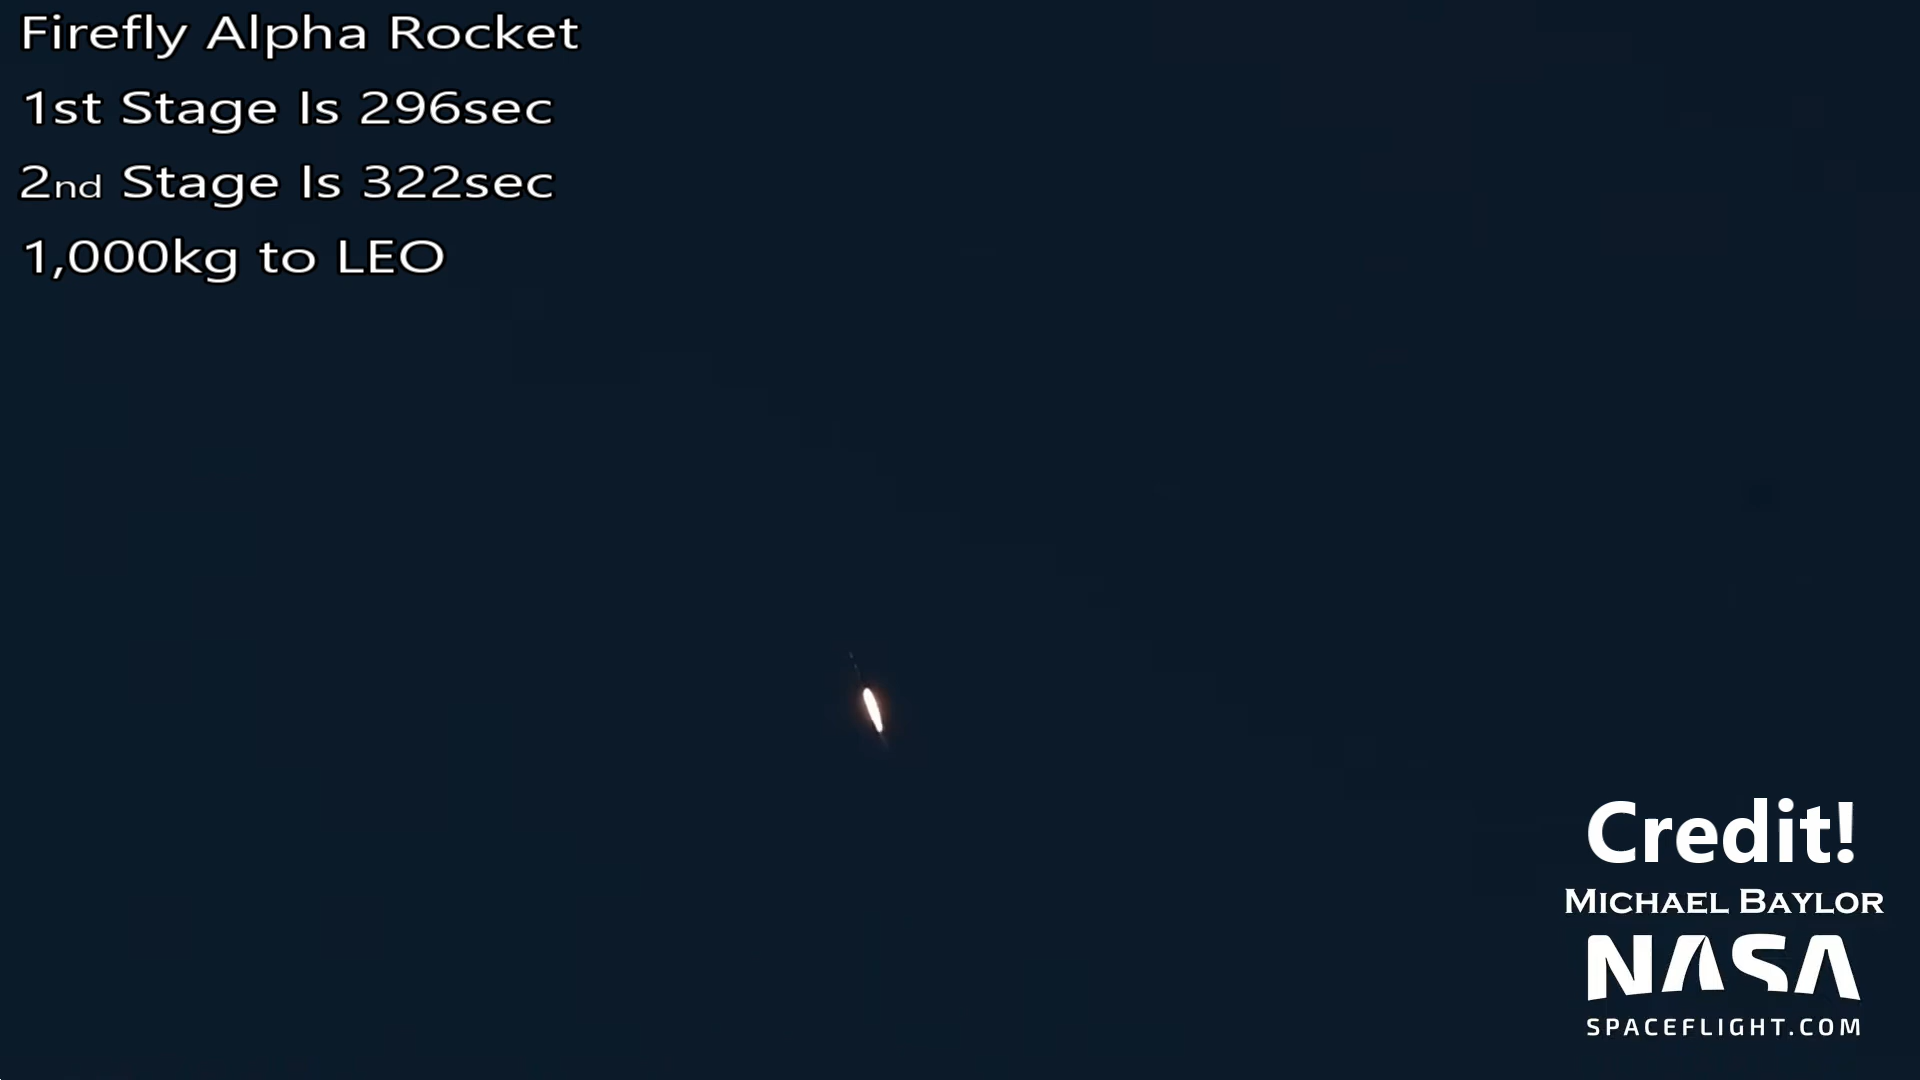 Firefly Alpha Rocket
1st Stage Is 296sec
2nd Stage Is 322sec
1,000kg to LEO
Credit!
MICHAEL BAYLOR
NASA
SPACEFLIGHT.COM